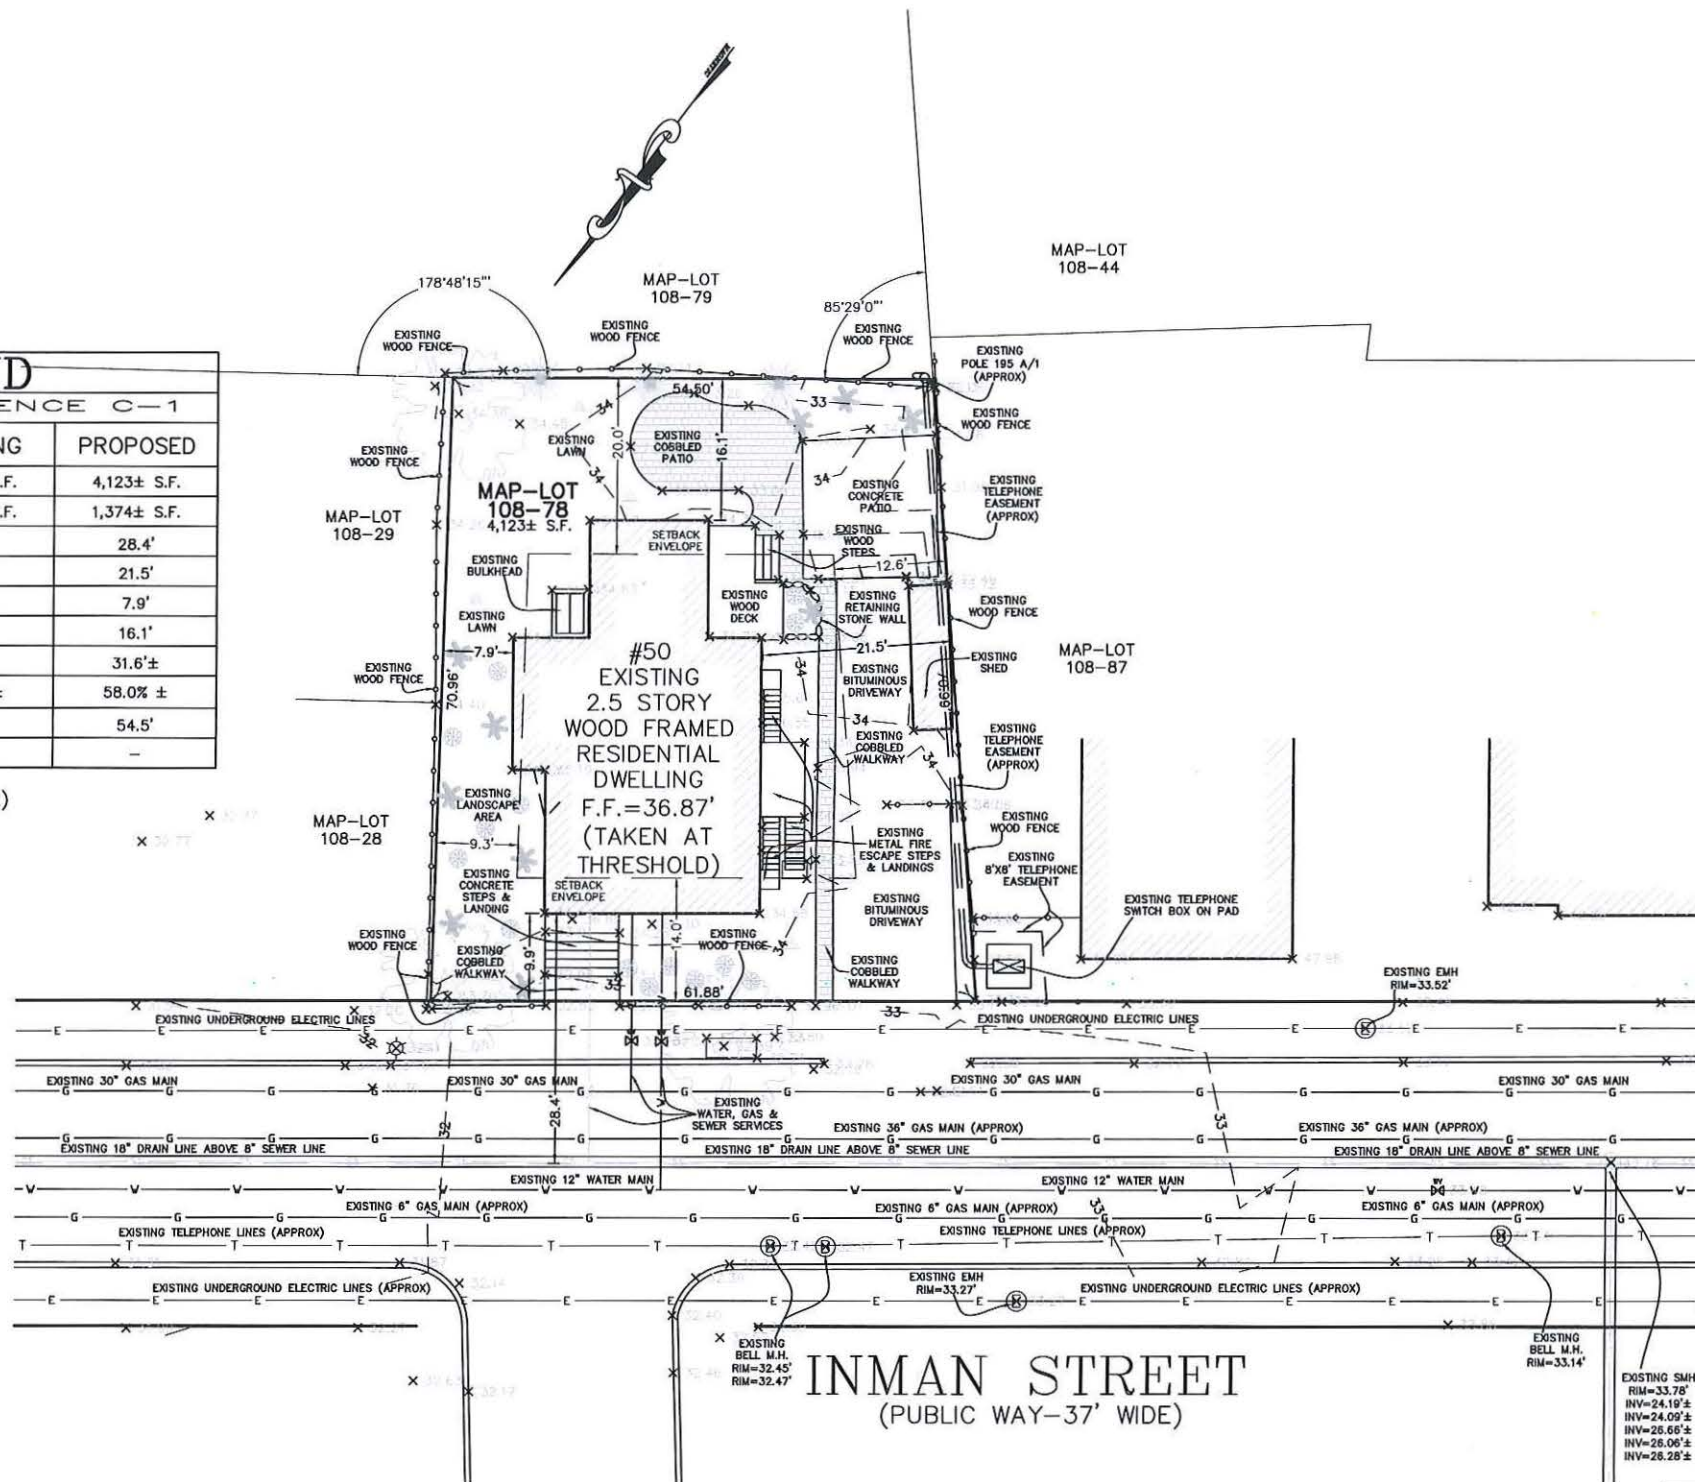 MAP-LOT
108-44
MAP-LOT
108-79
178°48'15"'
85°29'0"'
EXISTING
WOOD FENCE
EXISTING
WOOD FENCE
EXISTING
WOOD FENCE
EXISTING
POLE 195 A/1
(APPROX)
D
ENCE C-1
NG
PROPOSED
.F.
4,123± S.F.
.F.
1,374± S.F.
28.4'
21.5'
7.9'
16.1'
31.6'±
±
58.0% ±
54.5'
-
)
54.50'
34
33
EXISTING
WOOD FENCE
EXISTING
WOOD FENCE
EXISTING
LAWN
20.0'
EXISTING
COBBLED
PATIO
16.1'
34
34
EXISTING
CONCRETE
PATIO
EXISTING
TELEPHONE
EASEMENT
(APPROX)
MAP-LOT
108-78
4,123± S.F.
MAP-LOT
108-29
SETBACK
ENVELOPE
EXISTING
WOOD
STEPS
12.6'
EXISTING
BULKHEAD
EXISTING
WOOD
DECK
EXISTING
RETAINING
STONE WALL
EXISTING
WOOD FENCE
EXISTING
LAWN
7.9'
21.5'
EXISTING
SHED
MAP-LOT
108-87
EXISTING
WOOD FENCE
70.96'
#50
EXISTING
2.5 STORY
WOOD FRAMED
RESIDENTIAL
DWELLING
F.F.=36.87'
(TAKEN AT
THRESHOLD)
34
EXISTING
BITUMINOUS
DRIVEWAY
34
EXISTING
COBBLED
WALKWAY
34
EXISTING
TELEPHONE
EASEMENT
(APPROX)
EXISTING
LANDSCAPE
AREA
MAP-LOT
108-28
9.3'
EXISTING
METAL FIRE
ESCAPE STEPS
& LANDINGS
EXISTING
WOOD FENCE
EXISTING
8'X8' TELEPHONE
EASEMENT
EXISTING
CONCRETE
STEPS &
LANDING
SETBACK
ENVELOPE
EXISTING
BITUMINOUS
DRIVEWAY
EXISTING TELEPHONE
SWITCH BOX ON PAD
EXISTING
WOOD FENCE
EXISTING
COBBLED
WALKWAY
9.9'
14.0'
EXISTING
WOOD FENCE
34
EXISTING
COBBLED
WALKWAY
33
61.88'
33
EXISTING EMH
RIM=33.52'
EXISTING UNDERGROUND ELECTRIC LINES
EXISTING UNDERGROUND ELECTRIC LINES
E E E E E E E E E E E E
32
EXISTING 30" GAS MAIN
EXISTING 30" GAS MAIN
EXISTING 30" GAS MAIN
EXISTING 30" GAS MAIN
G G G G G G G G G G G G
28.4'
EXISTING
WATER, GAS &
SEWER SERVICES
32
33
EXISTING 36" GAS MAIN (APPROX)
EXISTING 36" GAS MAIN (APPROX)
EXISTING 18" DRAIN LINE ABOVE 8" SEWER LINE
EXISTING 18" DRAIN LINE ABOVE 8" SEWER LINE
EXISTING 18" DRAIN LINE ABOVE 8" SEWER LINE
EXISTING 12" WATER MAIN
EXISTING 12" WATER MAIN
EXISTING 6" GAS MAIN (APPROX)
EXISTING 6" GAS MAIN (APPROX)
EXISTING 6" GAS MAIN (APPROX)
33
EXISTING TELEPHONE LINES (APPROX)
EXISTING TELEPHONE LINES (APPROX)
T T T T T T T T T T T
EXISTING UNDERGROUND ELECTRIC LINES (APPROX)
EXISTING EMH
RIM=33.27'
EXISTING UNDERGROUND ELECTRIC LINES (APPROX)
EXISTING
BELL M.H.
RIM=32.45'
RIM=32.47'
INMAN STREET
(PUBLIC WAY-37' WIDE)
EXISTING
BELL M.H.
RIM=33.14'
EXISTING SMH
RIM=33.78'
INV=24.19'±
INV=24.09'±
INV=26.66'±
INV=26.06'±
INV=26.28'±